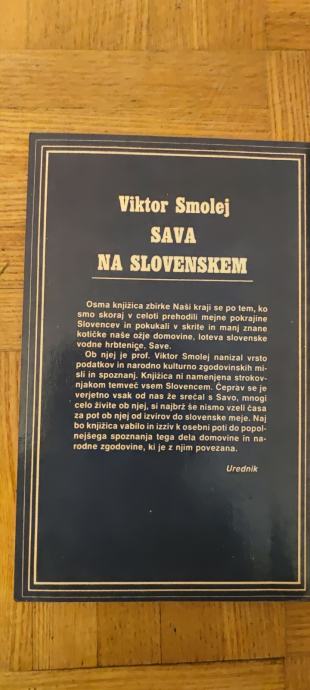 Viktor Smolej
SAVA
NA SLOVENSKEM
Osma knjižica zbirke Naši kraji se po tem, ko
smo skoraj v celoti prehodili mejne pokrajine
Slovencev in pokukali v skrite in manj znane
kotičke naše ožje domovine, loteva slovenske
vodne hrbtenice, Save.
Ob njej je prof. Viktor Smolej nanizal vrsto
podatkov in narodno kulturno zgodovinskih mi-
sli in spoznanj. Knjižica ni namenjena strokov-
njakom temveč vsem Slovencem. Čeprav se je
verjetno vsak od nas že srečal s Savo, mnogi
celo živite ob njej, si najbrž še nismo vzeli časa
za pot ob njej od izvirov do slovenske meje. Naj
bo knjižica vabilo in izziv k osebni poti do popol-
nejšega spoznanja tega dela domovine in na-
rodne zgodovine, ki je z njim povezana.
Urednik